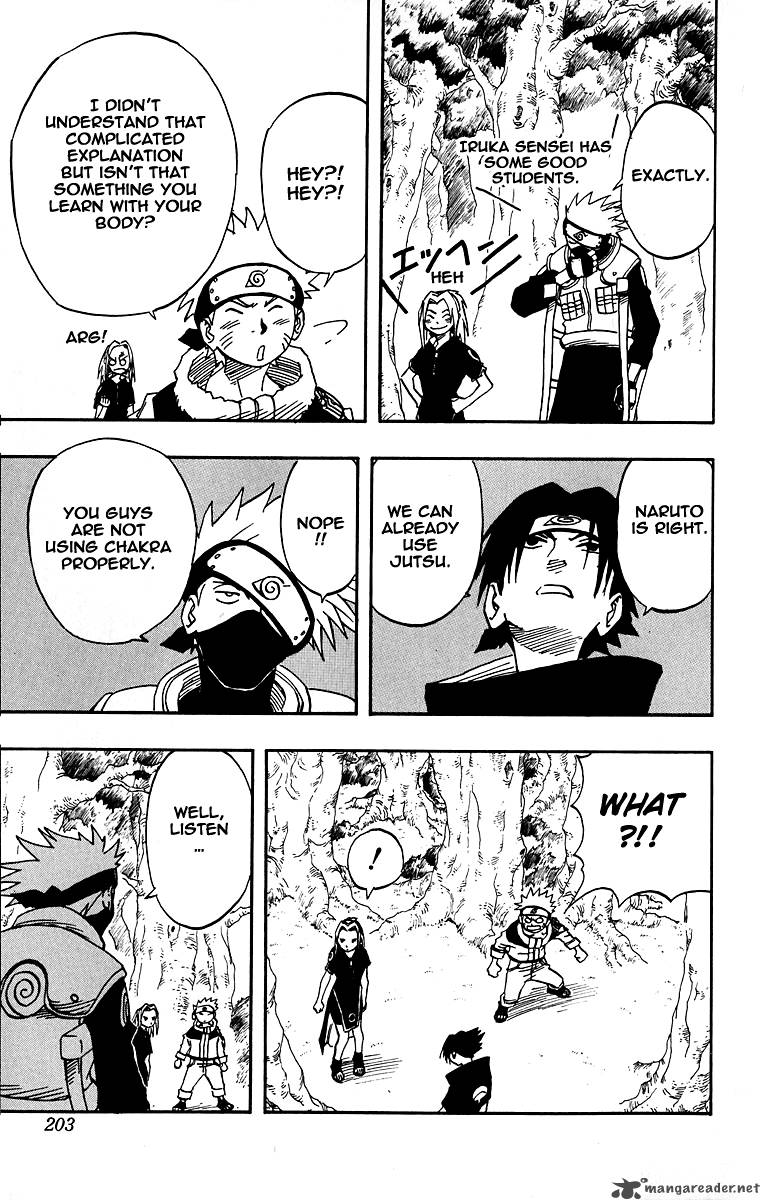 EXACTLY.
IRUKA SENSEI HAS
SOME GOOD
STUDENTS.
エッヘン
HEH
HEY?!
HEY?!
I DIDN'T
UNDERSTAND THAT
COMPLICATED
EXPLANATION
BUT ISN'T THAT
SOMETHING YOU
LEARN WITH YOUR
BODY?
ARG!
NARUTO
IS RIGHT.
WE CAN
ALREADY
USE
JUTSU.
NOPE
!!
YOU GUYS
ARE NOT
USING CHAKRA
PROPERLY.
WHAT
?!!
!
WELL,
LISTEN
...
203
mangareader.net